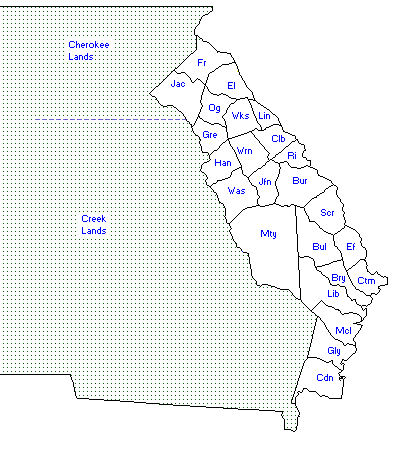 Cherokee
Lands
Fr
Jac
El
Og
Wks
Lin
Gre
Clb
Wrn
Ri
Han
Jfn
Bur
Was
Scr
Creek
Lands
Mty
Bul
Ef
Bry
Ctm
Lib
McI
Gly
Cdn